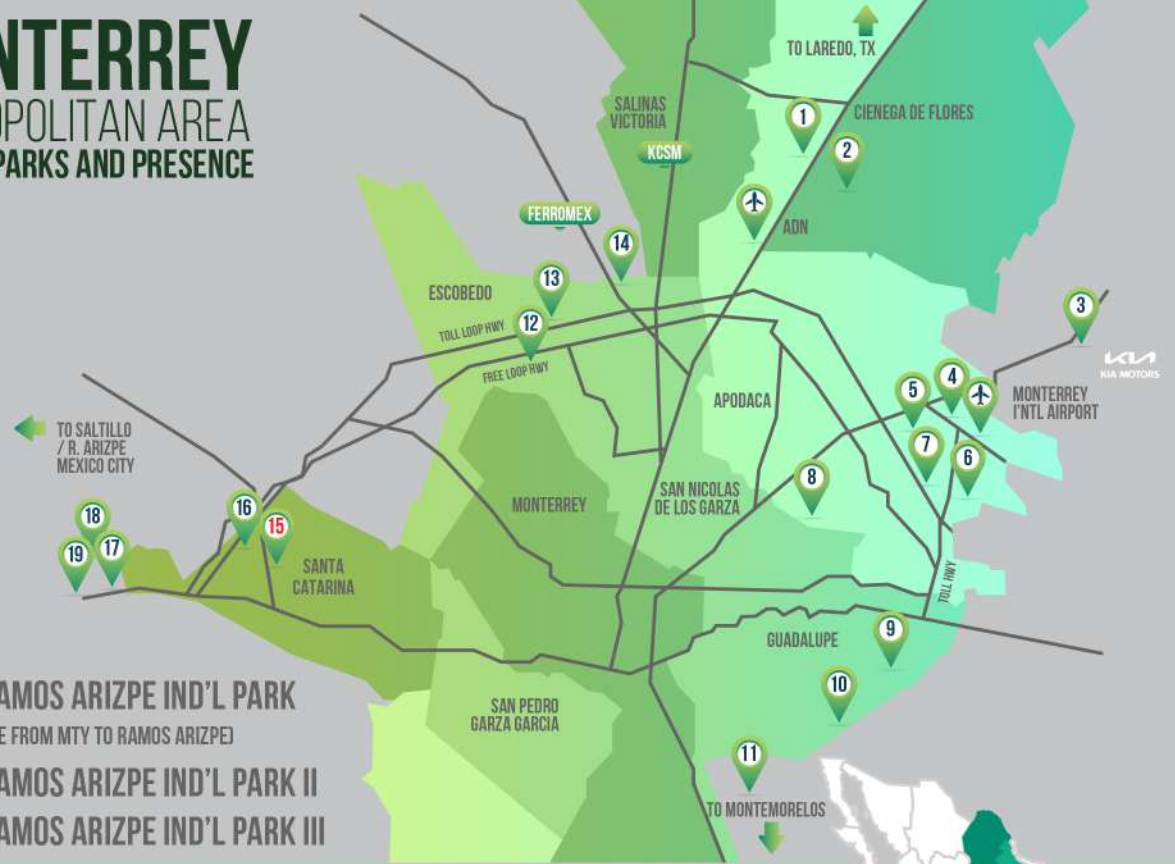 NTERREY
OPOLITAN AREA
PARKS AND PRESENCE
TO LAREDO, TX
SALINAS
VICTORIA
KCSM
1
CIENEGA DE FLORES
2
FERROMEX
ADN
14
13
ESCOBEDO
12
TOLL LOOP HWY
FREE LOOP HWY
3
KIA
KIA MOTORS
4
5
MONTERREY
I'NTL AIRPORT
APODACA
TO SALTILLO
/ R. ARIZPE
MEXICO CITY
7
6
8
MONTERREY
SAN NICOLAS
DE LOS GARZA
16
15
18
19
17
SANTA
CATARINA
TOLL HWY
GUADALUPE
9
10
SAN PEDRO
GARZA GARCIA
11
TO MONTEMORELOS
AMOS ARIZPE IND'L PARK
E FROM MTY TO RAMOS ARIZPE)
AMOS ARIZPE IND'L PARK II
AMOS ARIZPE IND'L PARK III